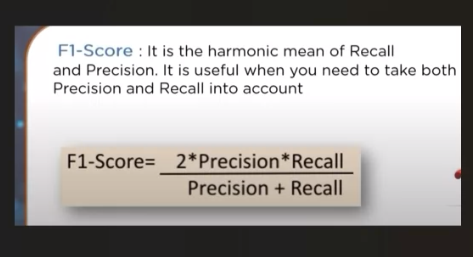 F1-Score : It is the harmonic mean of Recall
and Precision. It is useful when you need to take both
Precision and Recall into account
F1-Score= 2*Precision*Recall
Precision + Recall